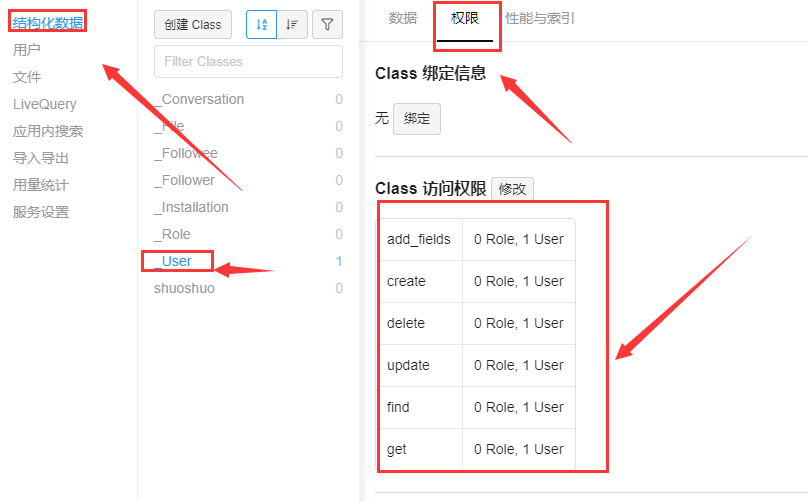 结构化数据
用户
文件
LiveQuery
应用内搜索
导入导出
用量统计
服务设置
创建 Class
Filter Classes
_Conversation 0
_File 0
_Followee 0
_Follower 0
_Installation 0
_Role 0
_User 1
shuoshuo 0
数据 权限 性能与索引
Class 绑定信息
无 绑定
Class 访问权限 修改
add_fields 0 Role, 1 User
create 0 Role, 1 User
delete 0 Role, 1 User
update 0 Role, 1 User
find 0 Role, 1 User
get 0 Role, 1 User